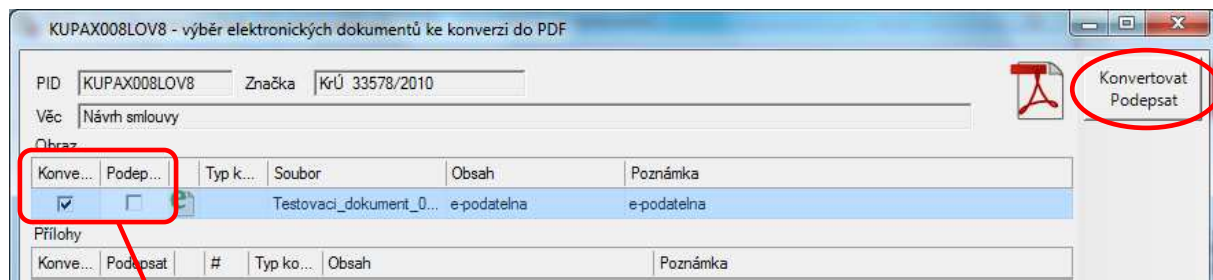 KUPAX008LOV8 - výběr elektronických dokumentů ke konverzi do PDF
PID KUPAX008LOV8 Značka KrÚ 33578/2010
Konvertovat
Podepsat
Věc Návrh smlouvy
Obraz
Konve... Podep... Typ k... Soubor Obsah Poznámka
Testovaci_dokument_0... e-podatelna e-podatelna
Přílohy
Konve... Podepsat # Typ ko... Obsah Poznámka